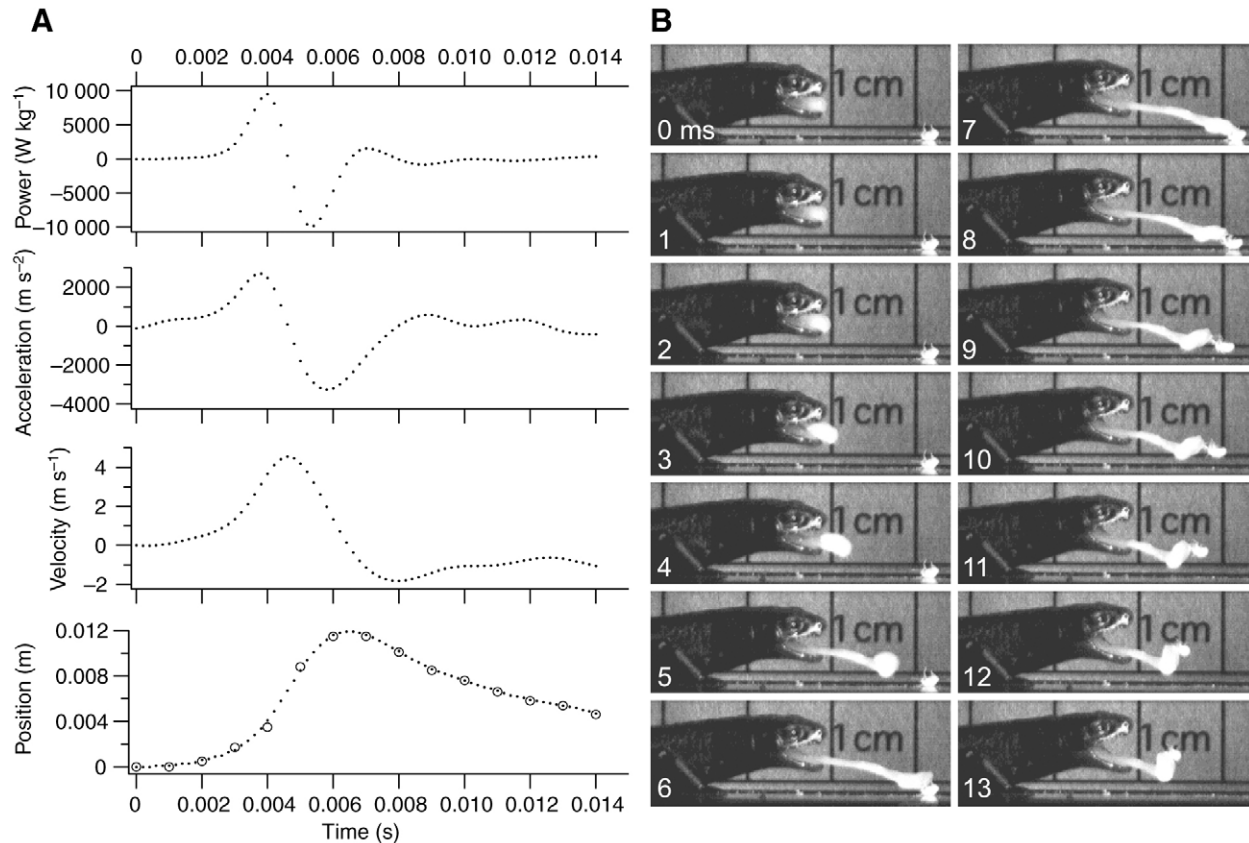 A
0 0.002 0.004 0.006 0.008 0.010 0.012 0.014
Power (W kg⁻¹)
10 000
5000
0
−5000
−10 000
Acceleration (m s⁻²)
2000
0
−2000
−4000
Velocity (m s⁻¹)
4
2
0
−2
Position (m)
0.012
0.008
0.004
0
0 0.002 0.004 0.006 0.008 0.010 0.012 0.014
Time (s)
B
1 cm
0 ms
1 cm
1
1 cm
2
1 cm
3
1 cm
4
1 cm
5
1 cm
6
1 cm
7
1 cm
8
1 cm
9
1 cm
10
1 cm
11
1 cm
12
1 cm
13